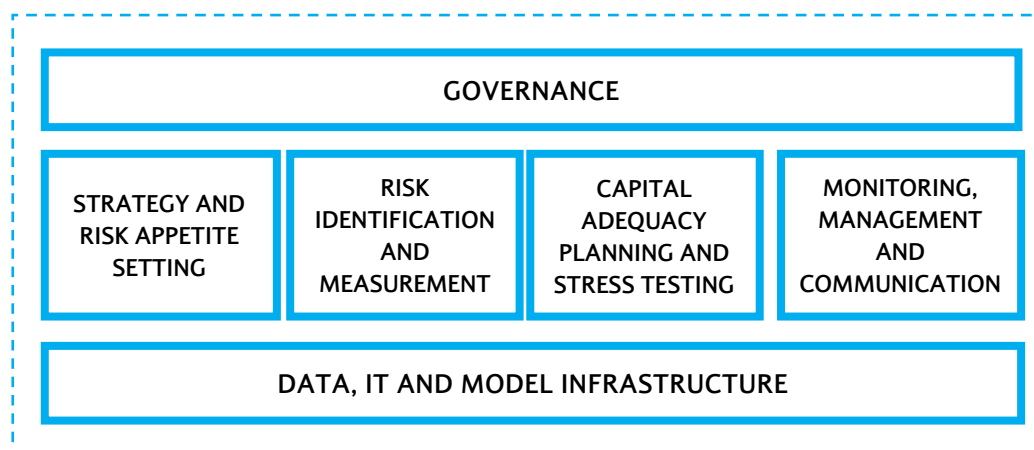 GOVERNANCE
STRATEGY AND
RISK APPETITE
SETTING
RISK
IDENTIFICATION
AND
MEASUREMENT
CAPITAL
ADEQUACY
PLANNING AND
STRESS TESTING
MONITORING,
MANAGEMENT
AND
COMMUNICATION
DATA, IT AND MODEL INFRASTRUCTURE